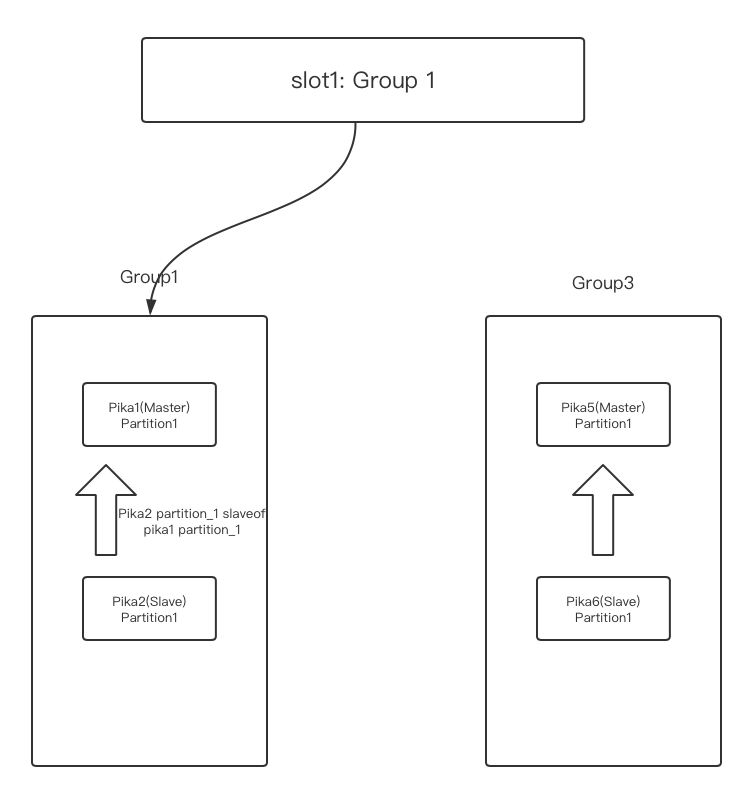 slot1: Group 1
Group1
Group3
Pika1(Master)
Partition1
Pika5(Master)
Partition1
Pika2 partition_1 slaveof
pika1 partition_1
Pika2(Slave)
Partition1
Pika6(Slave)
Partition1